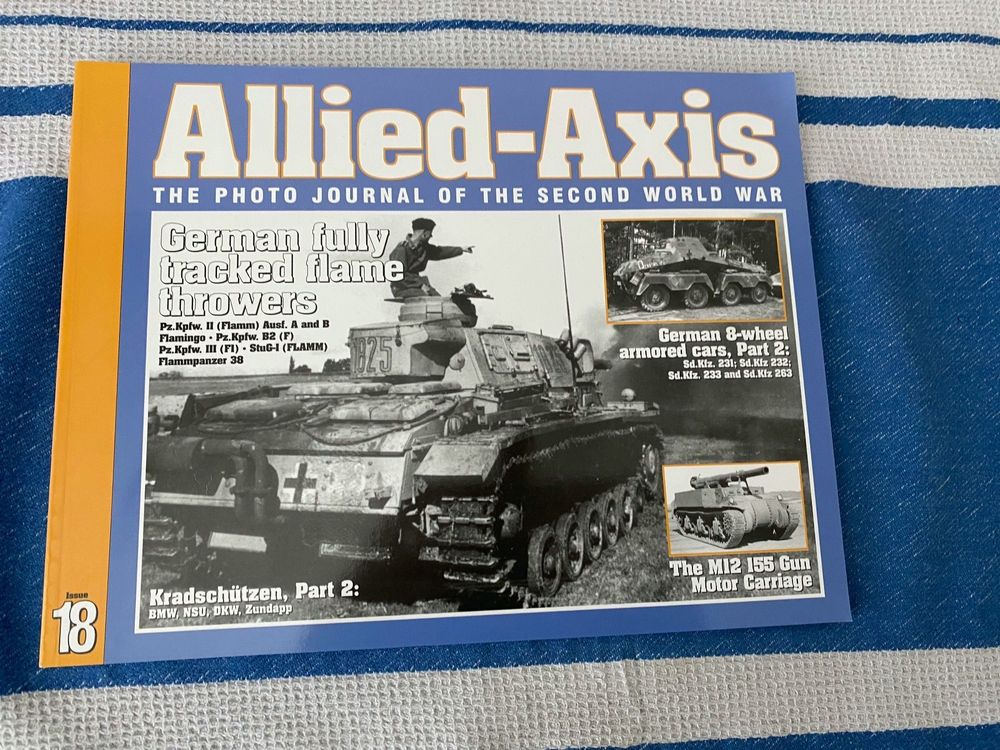 Allied-Axis
THE PHOTO JOURNAL OF THE SECOND WORLD WAR
German fully
tracked flame
throwers
Pz.Kpfw. II (Flamm) Ausf. A and B
Flamingo • Pz.Kpfw. B2 (F)
Pz.Kpfw. III (Fl) • StuG-I (FLAMM)
Flammpanzer 38
1325
German 8-wheel
armored cars, Part 2:
Sd.Kfz. 231; Sd.Kfz 232;
Sd.Kfz. 233 and Sd.Kfz 263
The M12 155 Gun
Motor Carriage
Kradschützen, Part 2:
BMW, NSU, DKW, Zundapp
Issue
18